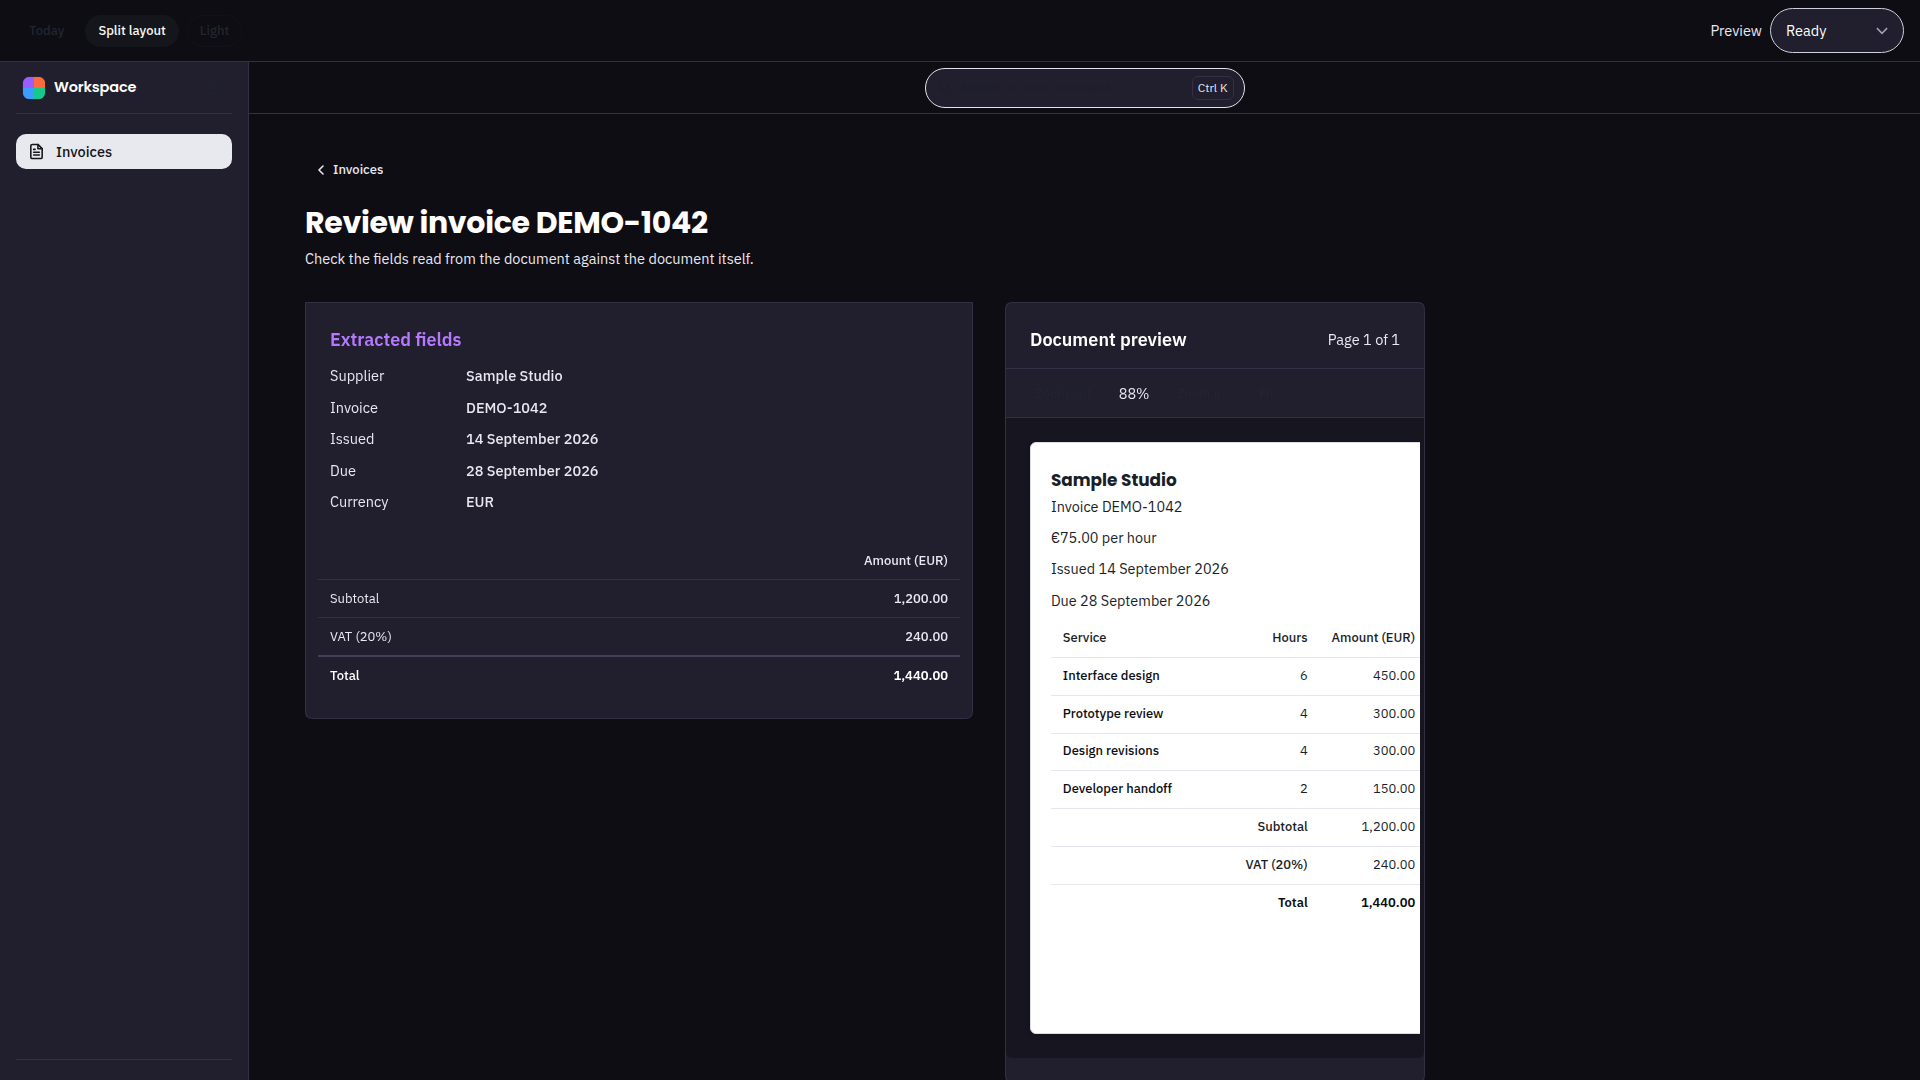 Today Split layout Light
Preview Ready
Workspace
Ctrl K
Invoices
Invoices
Review invoice DEMO-1042
Check the fields read from the document against the document itself.
Extracted fields
Supplier Sample Studio
Invoice DEMO-1042
Issued 14 September 2026
Due 28 September 2026
Currency EUR
Amount (EUR)
Subtotal 1,200.00
VAT (20%) 240.00
Total 1,440.00
Document preview Page 1 of 1
88%
Sample Studio
Invoice DEMO-1042
€75.00 per hour
Issued 14 September 2026
Due 28 September 2026
Service Hours Amount (EUR)
Interface design 6 450.00
Prototype review 4 300.00
Design revisions 4 300.00
Developer handoff 2 150.00
Subtotal 1,200.00
VAT (20%) 240.00
Total 1,440.00